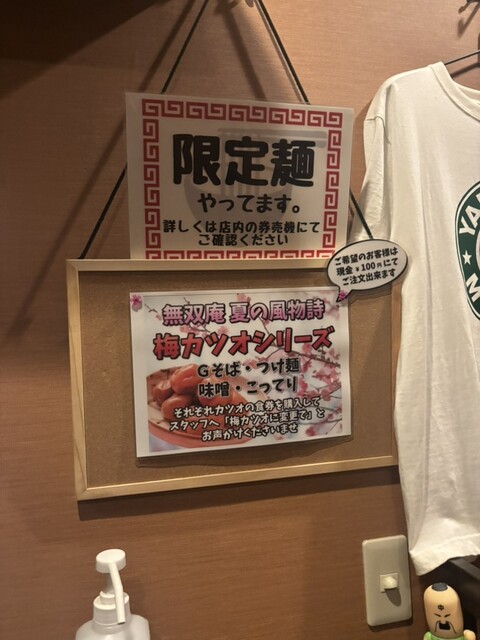 限定麺
やってます。
詳しくは店内の券売機にて
ご確認ください
ご希望のお客様は
現金¥100円にて
ご注文出来ます
無双庵 夏の風物詩
梅カツオシリーズ
Gそば・つけ麺
味噌・こってり
それぞれカツオの食券を購入して
スタッフへ「梅カツオに変更で」と
お声がけくださいませ
YA
M